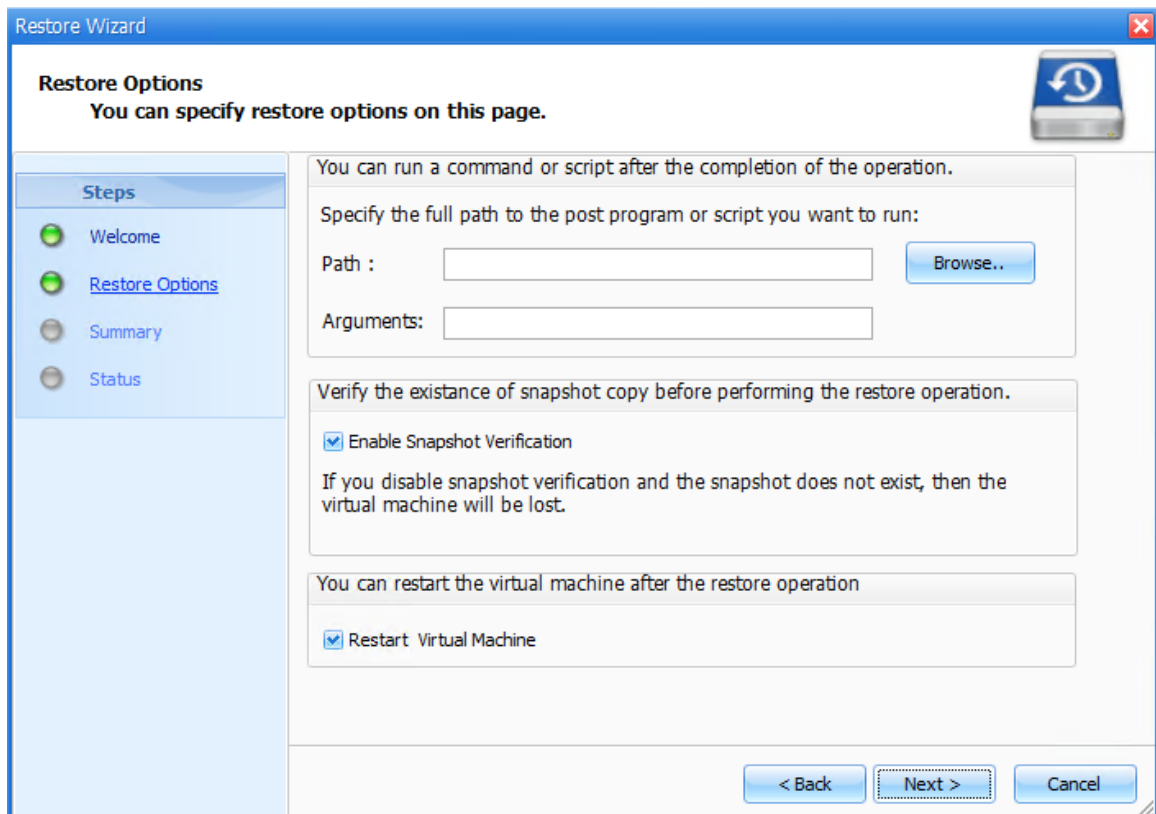 Restore Wizard
Restore Options
You can specify restore options on this page.
Steps
Welcome
Restore Options
Summary
Status
You can run a command or script after the completion of the operation.
Specify the full path to the post program or script you want to run:
Path :
Browse..
Arguments:
Verify the existance of snapshot copy before performing the restore operation.
Enable Snapshot Verification
If you disable snapshot verification and the snapshot does not exist, then the
virtual machine will be lost.
You can restart the virtual machine after the restore operation
Restart Virtual Machine
< Back
Next >
Cancel